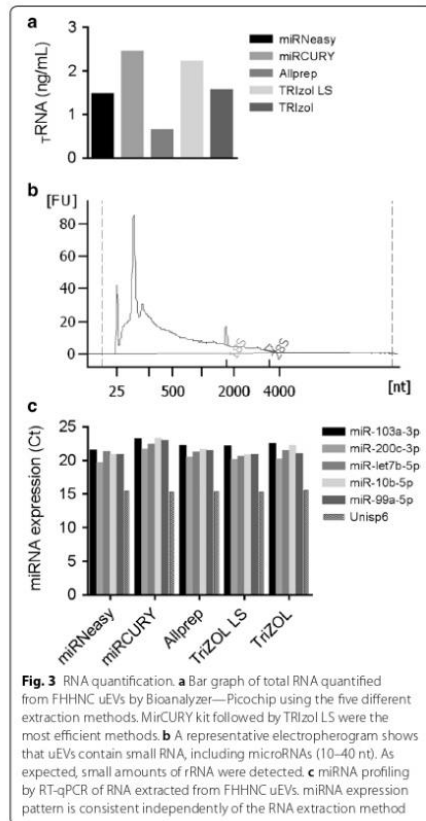 a
3
2
1
0
TRNA (ng/mL)
miRNeasy
miRCURY
Allprep
TRIzol LS
TRIzol
b
[FU]
80
60
40
20
0
18S
28S
25 500 2000 4000 [nt]
c
25
20
15
10
5
0
miRNA expression (Ct)
miR-103a-3p
miR-200c-3p
miR-let7b-5p
miR-10b-5p
miR-99a-5p
Unisp6
miRNeasy
miRCURY
Allprep
TriZOL LS
TriZOL
Fig. 3 RNA quantification. a Bar graph of total RNA quantified
from FHHNC uEVs by Bioanalyzer—Picochip using the five different
extraction methods. MirCURY kit followed by TRIzol LS were the
most efficient methods. b A representative electropherogram shows
that uEVs contain small RNA, including microRNAs (10–40 nt). As
expected, small amounts of rRNA were detected. c miRNA profiling
by RT-qPCR of RNA extracted from FHHNC uEVs. miRNA expression
pattern is consistent independently of the RNA extraction method